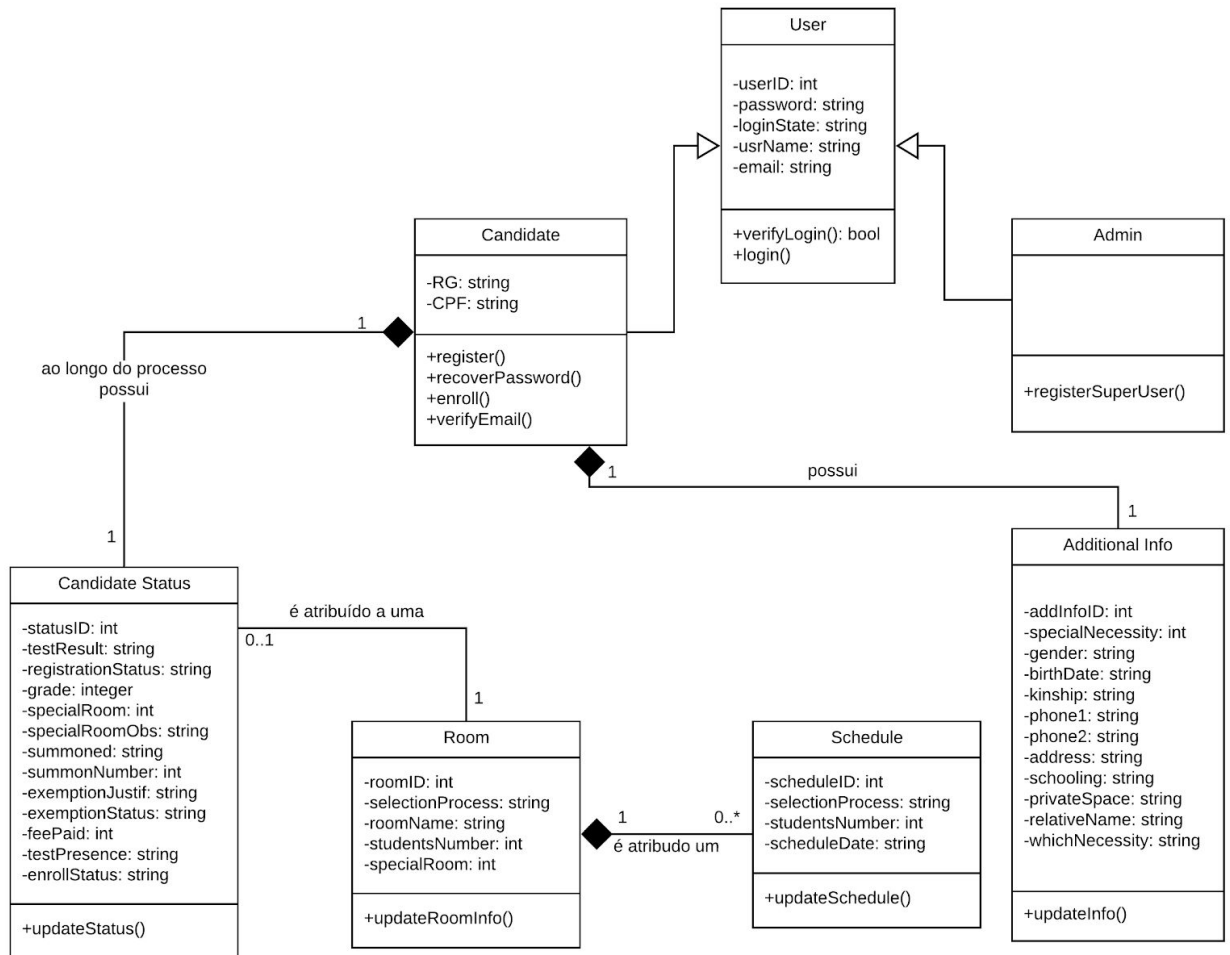 User
-userID: int
-password: string
-loginState: string
-usrName: string
-email: string
+verifyLogin(): bool
+login()
Candidate
-RG: string
-CPF: string
+register()
+recoverPassword()
+enroll()
+verifyEmail()
Admin
+registerSuperUser()
1
ao longo do processo
possui
1
1
possui
1
Candidate Status
-statusID: int
-testResult: string
-registrationStatus: string
-grade: integer
-specialRoom: int
-specialRoomObs: string
-summoned: string
-summonNumber: int
-exemptionJustif: string
-exemptionStatus: string
-feePaid: int
-testPresence: string
-enrollStatus: string
+updateStatus()
é atribuído a uma
0..1
1
Room
-roomID: int
-selectionProcess: string
-roomName: string
-studentsNumber: int
-specialRoom: int
+updateRoomInfo()
1
0..*
é atribudo um
Schedule
-scheduleID: int
-selectionProcess: string
-studentsNumber: int
-scheduleDate: string
+updateSchedule()
Additional Info
-addInfoID: int
-specialNecessity: int
-gender: string
-birthDate: string
-kinship: string
-phone1: string
-phone2: string
-address: string
-schooling: string
-privateSpace: string
-relativeName: string
-whichNecessity: string
+updateInfo()